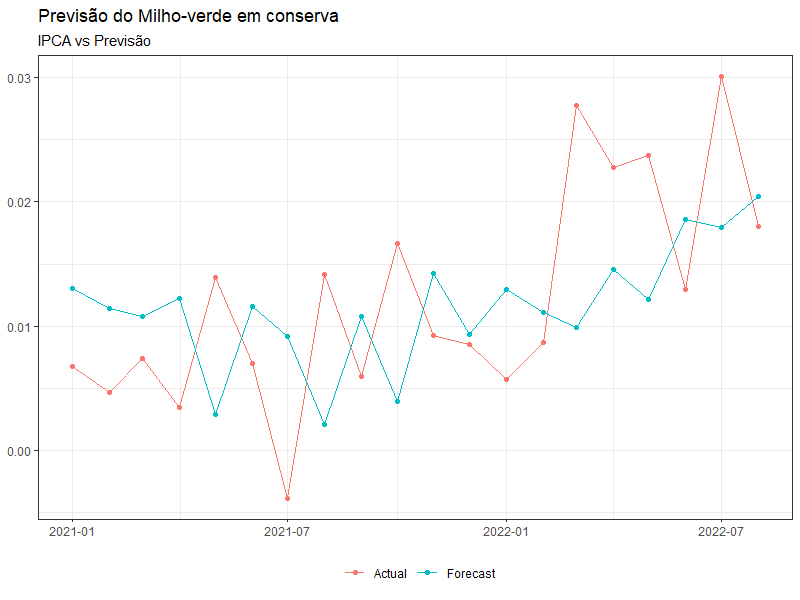 Previsão do Milho-verde em conserva
IPCA vs Previsão
0.03
0.02
0.01
0.00
2021-01 2021-07 2022-01 2022-07
Actual Forecast